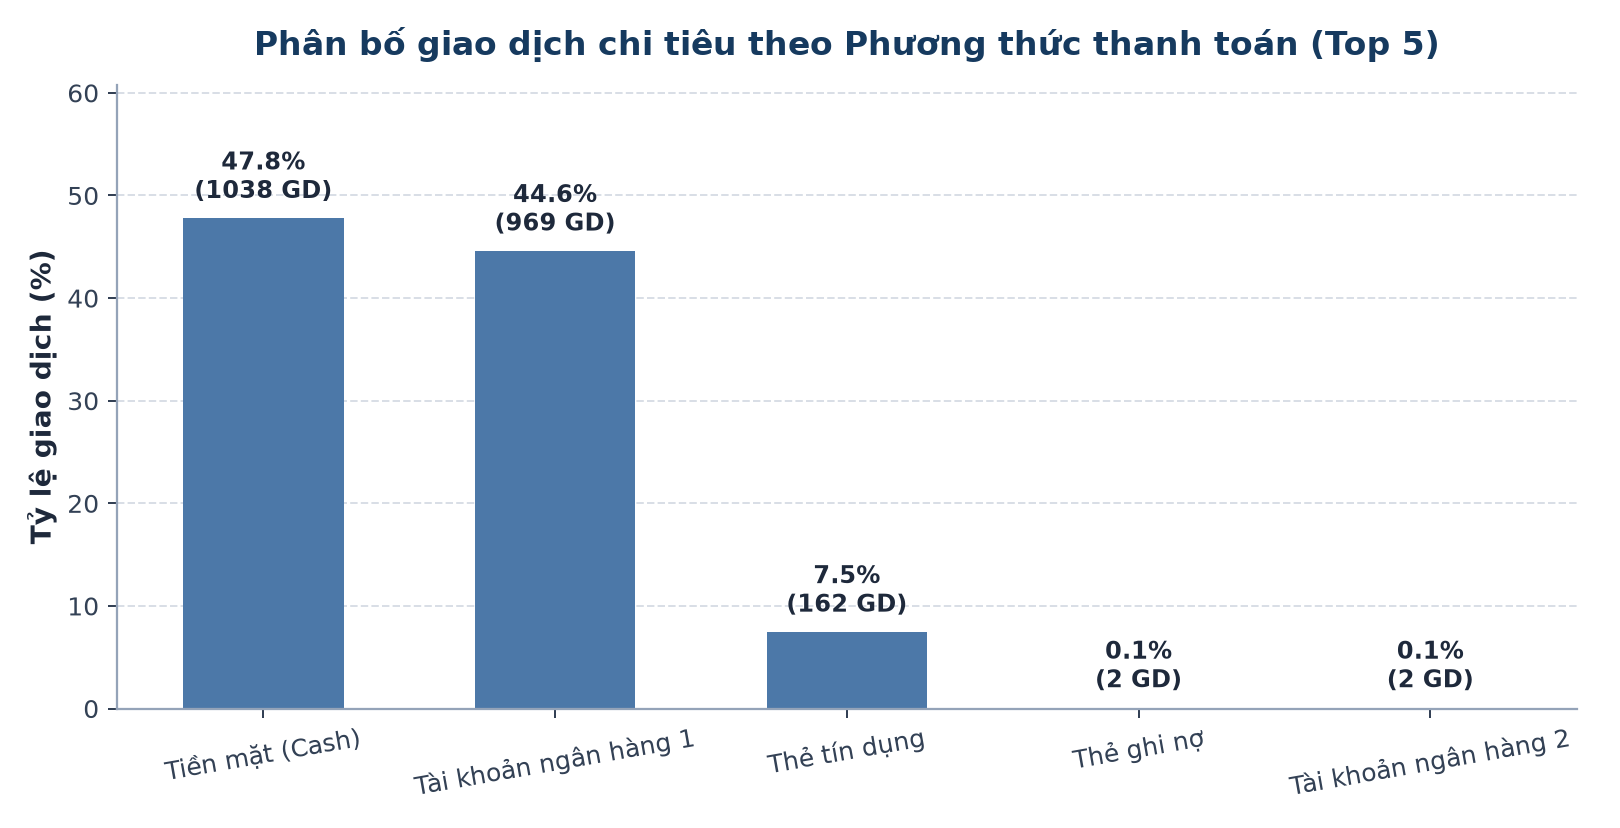 Phân bố giao dịch chi tiêu theo Phương thức thanh toán (Top 5)
Tỷ lệ giao dịch (%)
60
50
40
30
20
10
0
47.8%
(1038 GD)
44.6%
(969 GD)
7.5%
(162 GD)
0.1%
(2 GD)
0.1%
(2 GD)
Tiền mặt (Cash)
Tài khoản ngân hàng 1
Thẻ tín dụng
Thẻ ghi nợ
Tài khoản ngân hàng 2